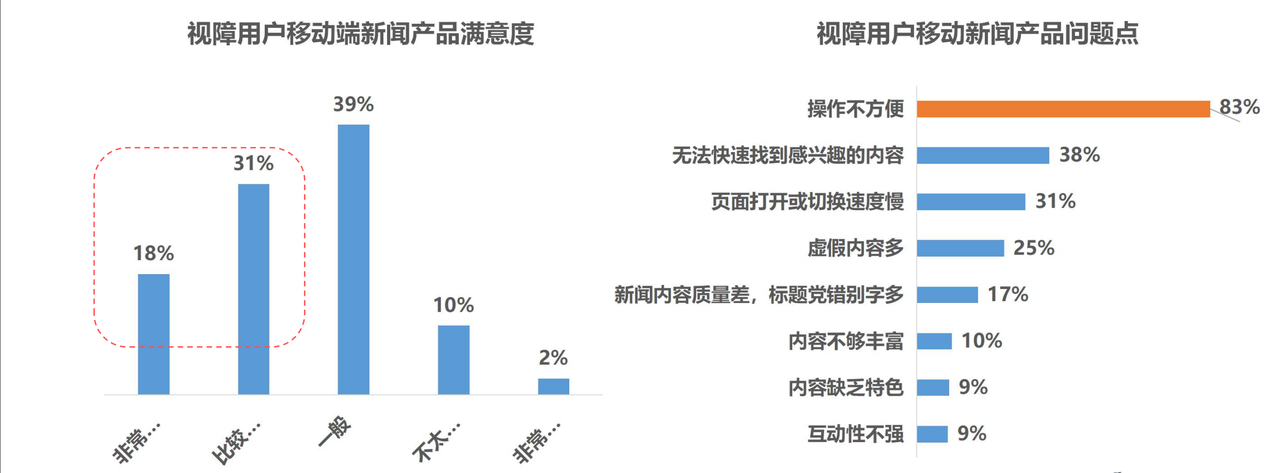 视障用户移动端新闻产品满意度
39%
31%
18%
10%
2%
非常...
比较...
一般
不太...
非常...
视障用户移动新闻产品问题点
操作不方便 83%
无法快速找到感兴趣的内容 38%
页面打开或切换速度慢 31%
虚假内容多 25%
新闻内容质量差，标题党错别字多 17%
内容不够丰富 10%
内容缺乏特色 9%
互动性不强 9%